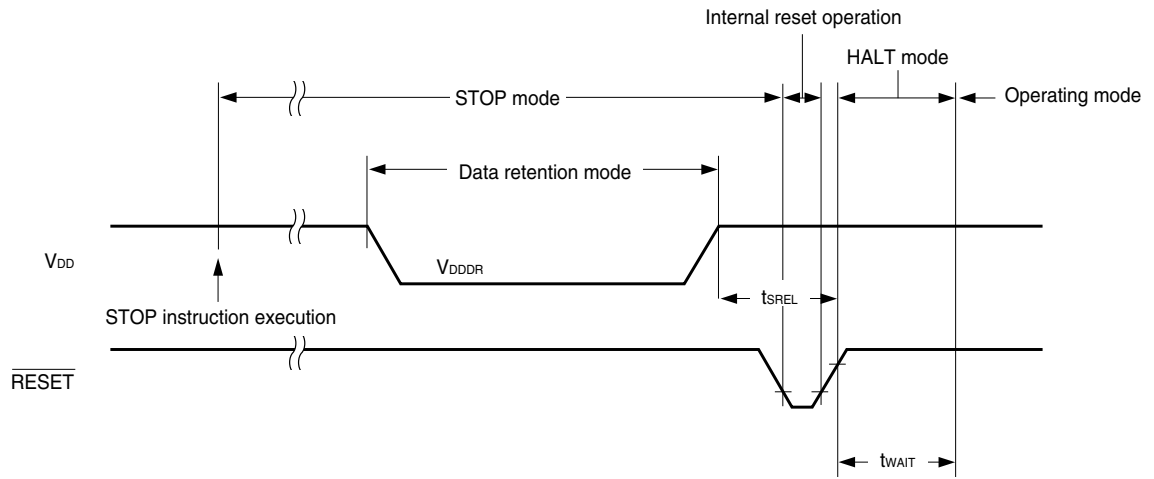 Internal reset operation
HALT mode
STOP mode
Operating mode
Data retention mode
VDD
VDDDR
tSREL
STOP instruction execution
RESET
tWAIT